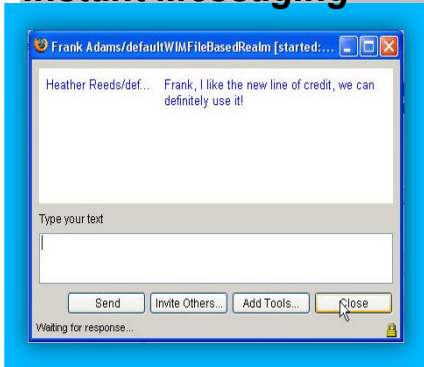 Instant Messaging
Frank Adams/defaultWIMFileBasedRealm [started:...
Heather Reeds/def... Frank, I like the new line of credit, we can
definitely use it!
Type your text
Send Invite Others... Add Tools... Close
Waiting for response...